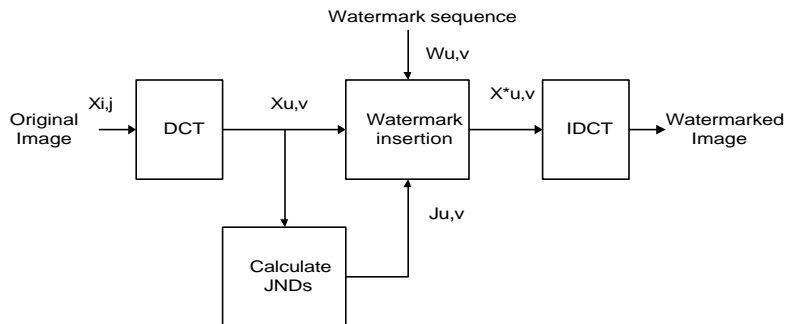 Watermark sequence
Wu,v
Xi,j
Xu,v
X*u,v
Original
Image
DCT
Watermark
insertion
IDCT
Watermarked
Image
Ju,v
Calculate
JNDs